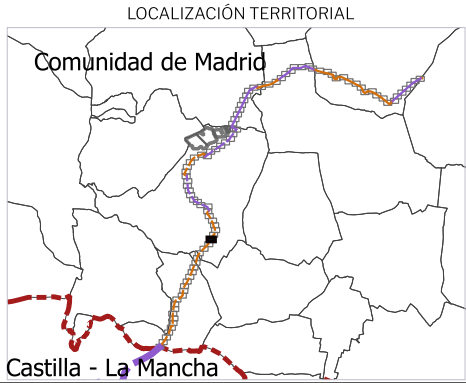 LOCALIZACIÓN TERRITORIAL
Comunidad de Madrid
Castilla - La Mancha